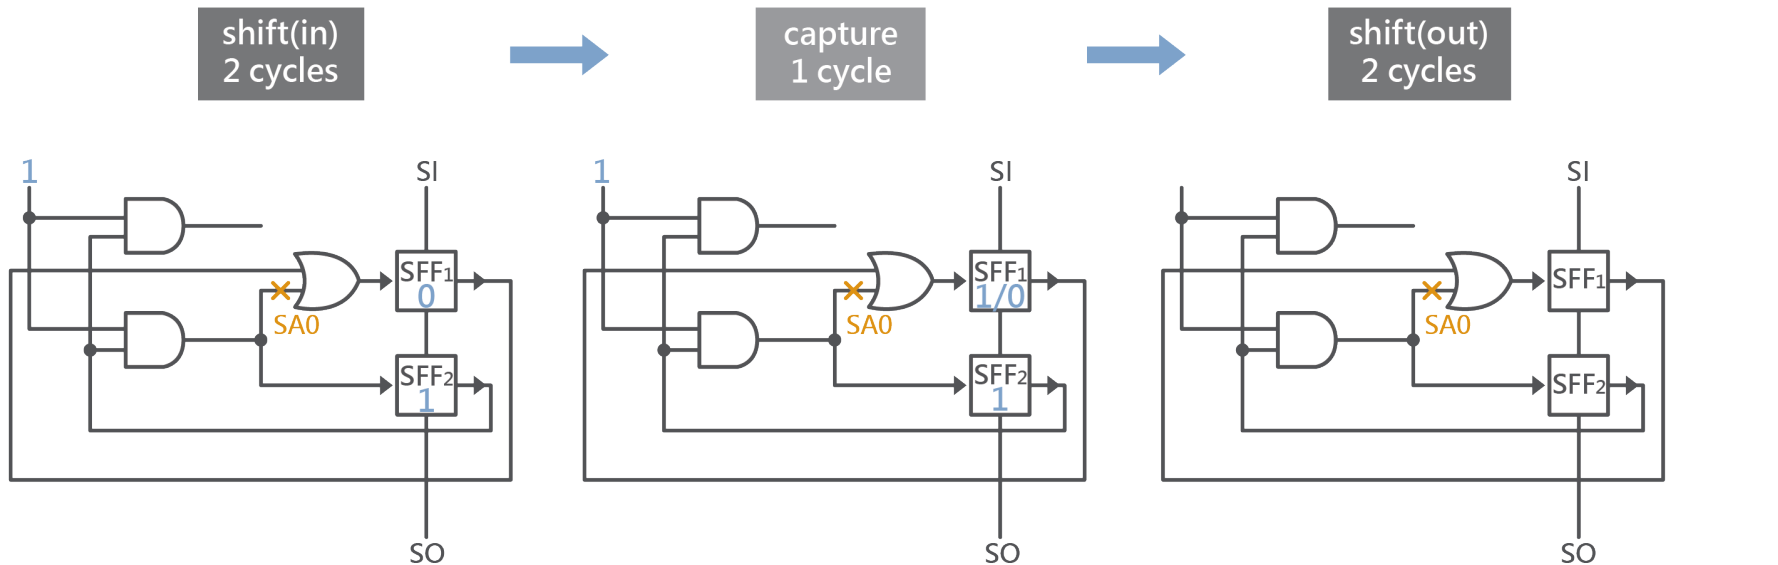 shift(in)
2 cycles
capture
1 cycle
shift(out)
2 cycles
1
SI
SFF1
0
SA0
SFF2
1
SO
1
SI
SFF1
1/0
SA0
SFF2
1
SO
SI
SFF1
SA0
SFF2
SO